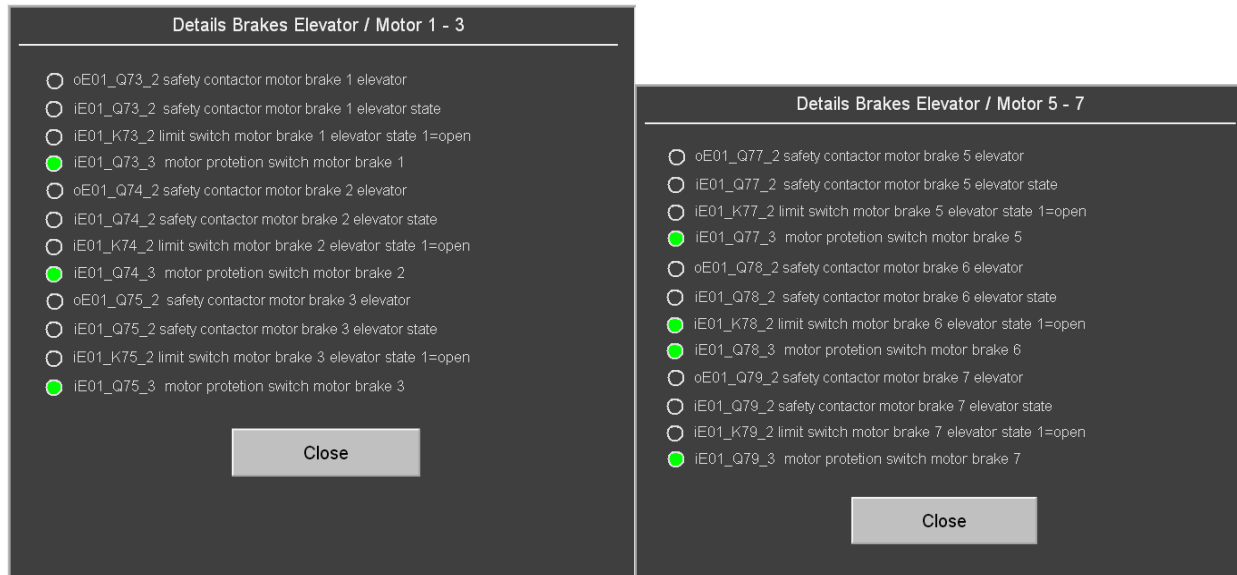 Details Brakes Elevator / Motor 1 - 3
oE01_Q73_2 safety contactor motor brake 1 elevator
iE01_Q73_2 safety contactor motor brake 1 elevator state
iE01_K73_2 limit switch motor brake 1 elevator state 1=open
iE01_Q73_3 motor protetion switch motor brake 1
oE01_Q74_2 safety contactor motor brake 2 elevator
iE01_Q74_2 safety contactor motor brake 2 elevator state
iE01_K74_2 limit switch motor brake 2 elevator state 1=open
iE01_Q74_3 motor protetion switch motor brake 2
oE01_Q75_2 safety contactor motor brake 3 elevator
iE01_Q75_2 safety contactor motor brake 3 elevator state
iE01_K75_2 limit switch motor brake 3 elevator state 1=open
iE01_Q75_3 motor protetion switch motor brake 3
Close
Details Brakes Elevator / Motor 5 - 7
oE01_Q77_2 safety contactor motor brake 5 elevator
iE01_Q77_2 safety contactor motor brake 5 elevator state
iE01_K77_2 limit switch motor brake 5 elevator state 1=open
iE01_Q77_3 motor protetion switch motor brake 5
oE01_Q78_2 safety contactor motor brake 6 elevator
iE01_Q78_2 safety contactor motor brake 6 elevator state
iE01_K78_2 limit switch motor brake 6 elevator state 1=open
iE01_Q78_3 motor protetion switch motor brake 6
oE01_Q79_2 safety contactor motor brake 7 elevator
iE01_Q79_2 safety contactor motor brake 7 elevator state
iE01_K79_2 limit switch motor brake 7 elevator state 1=open
iE01_Q79_3 motor protetion switch motor brake 7
Close